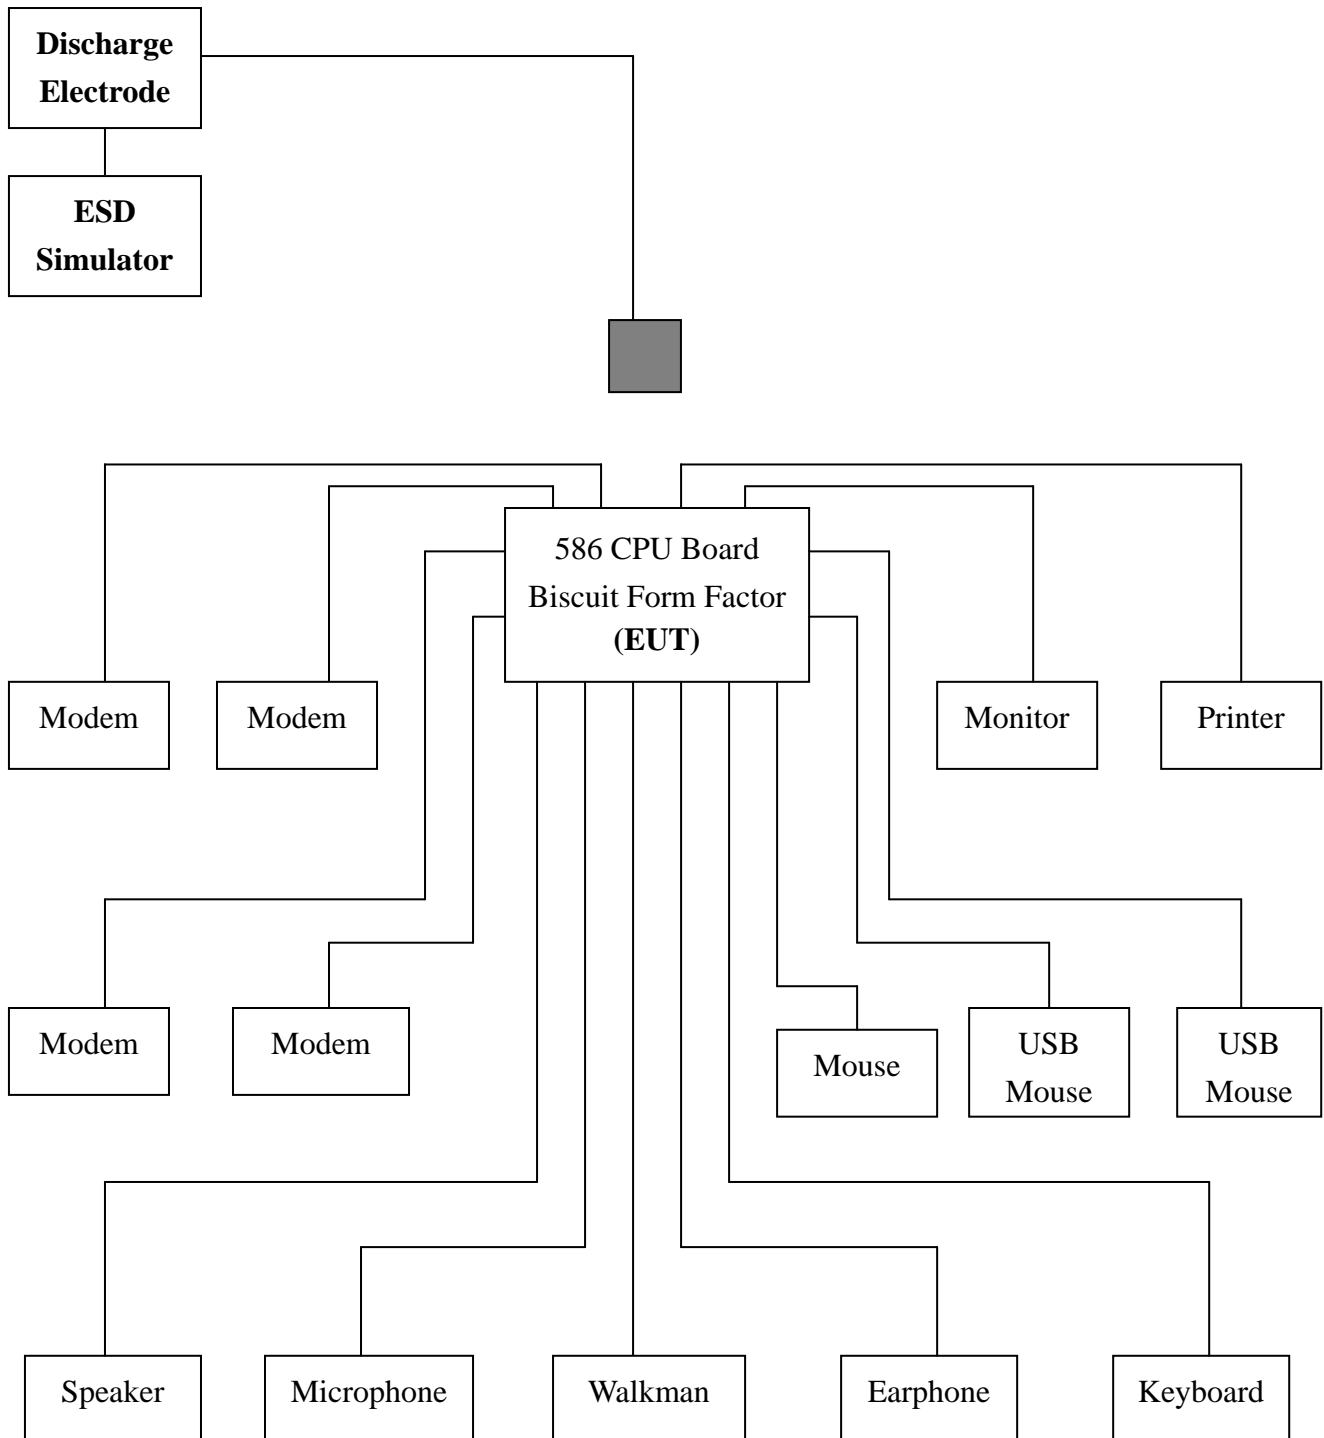 Discharge
Electrode
ESD
Simulator
586 CPU Board
Biscuit Form Factor
(EUT)
Modem
Modem
Monitor
Printer
Modem
Modem
Mouse
USB
Mouse
USB
Mouse
Speaker
Microphone
Walkman
Earphone
Keyboard